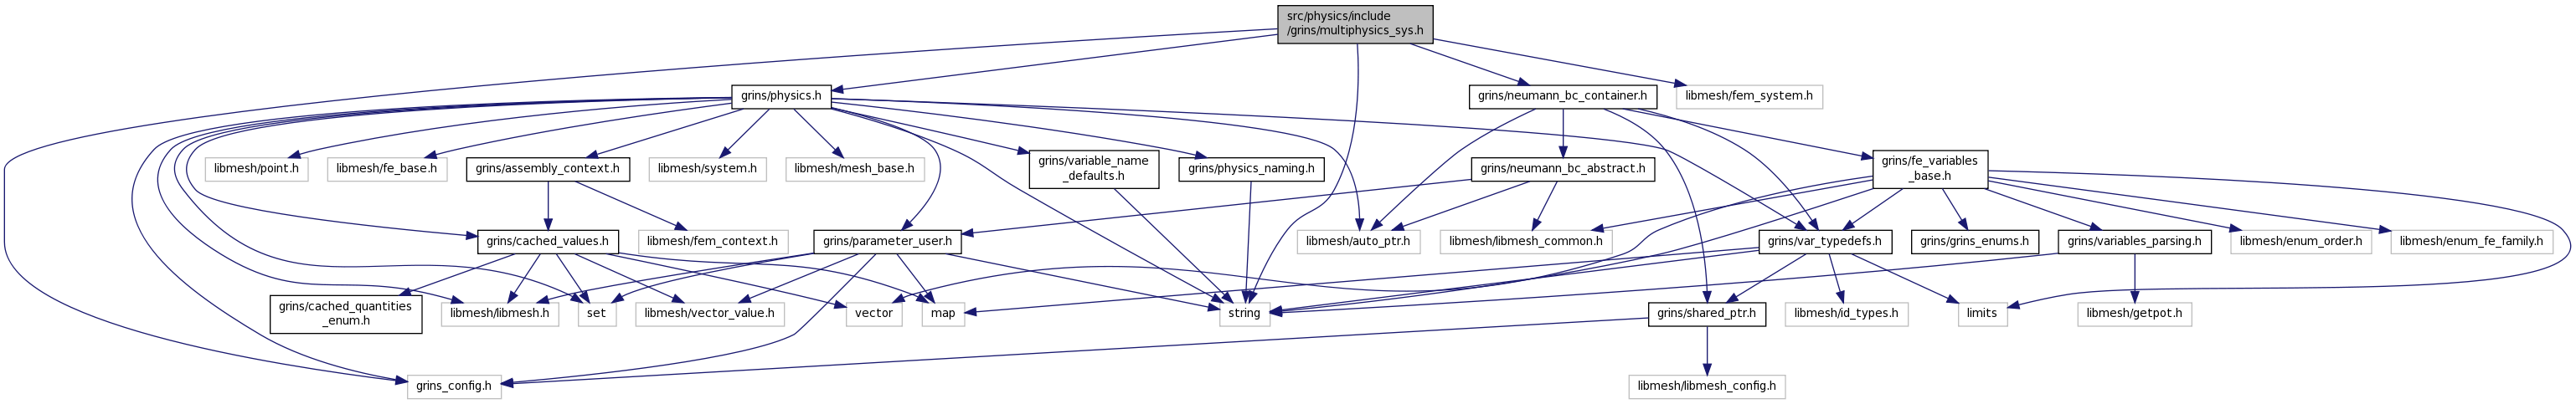 src/physics/include
/grins/multiphysics_sys.h
grins/physics.h
grins/neumann_bc_container.h
libmesh/fem_system.h
libmesh/point.h
libmesh/fe_base.h
grins/assembly_context.h
libmesh/system.h
libmesh/mesh_base.h
grins/variable_name
_defaults.h
grins/physics_naming.h
grins/neumann_bc_abstract.h
grins/fe_variables
_base.h
grins/cached_values.h
libmesh/fem_context.h
grins/parameter_user.h
libmesh/auto_ptr.h
libmesh/libmesh_common.h
grins/var_typedefs.h
grins/grins_enums.h
grins/variables_parsing.h
libmesh/enum_order.h
libmesh/enum_fe_family.h
grins/cached_quantities
_enum.h
libmesh/libmesh.h
set
libmesh/vector_value.h
vector
map
string
grins/shared_ptr.h
libmesh/id_types.h
limits
libmesh/getpot.h
grins_config.h
libmesh/libmesh_config.h